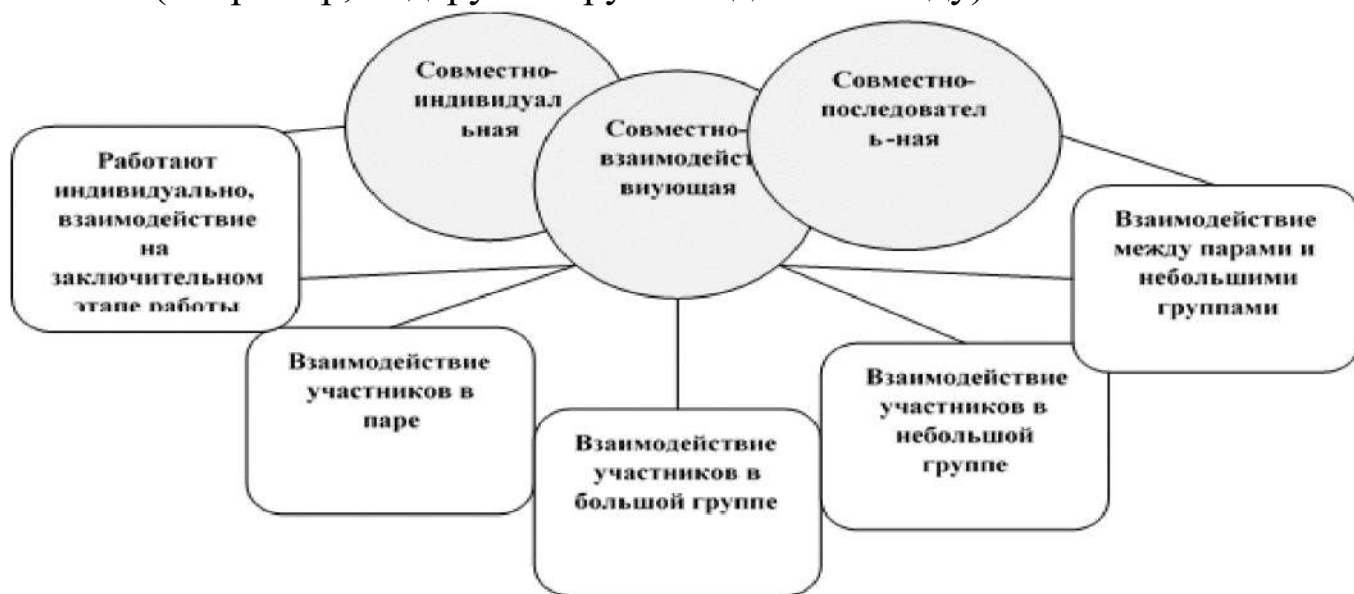 Совместно-
индивидуал
ьная
Совместно-
взаимодейст
виующая
Совместно-
последовател
ь-ная
Работают
индивидуально,
взаимодействие
на
заключительном
этапе работы
Взаимодействие
участников в
паре
Взаимодействие
участников в
большой группе
Взаимодействие
участников в
небольшой
группе
Взаимодействие
между парами и
небольшими
группами